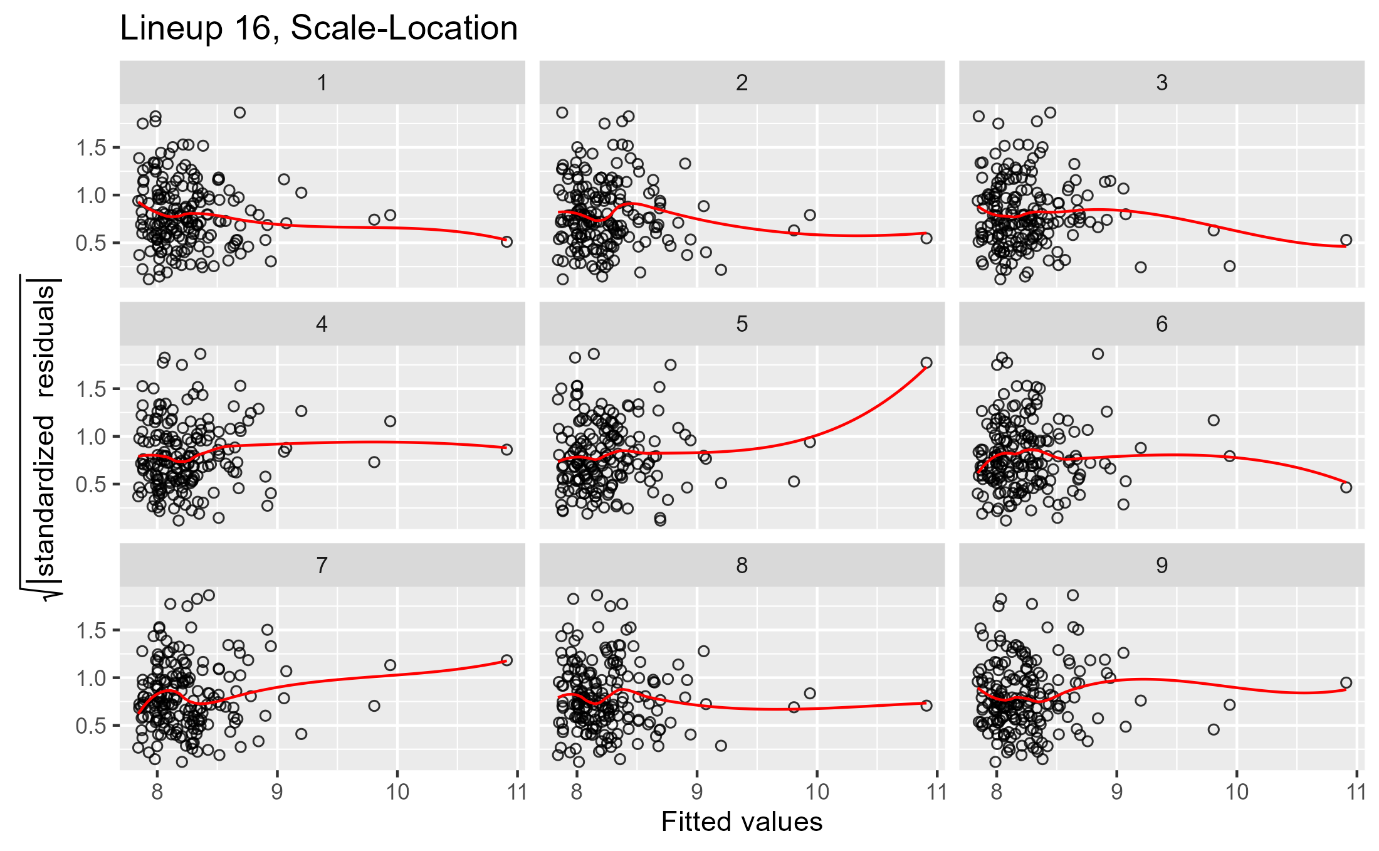 Lineup 16, Scale-Location
1 2 3
1.5
1.0
0.5
4 5 6
1.5
1.0
0.5
7 8 9
1.5
1.0
0.5
8 9 10 11 8 9 10 11 8 9 10 11
Fitted values
√|standardized residuals|